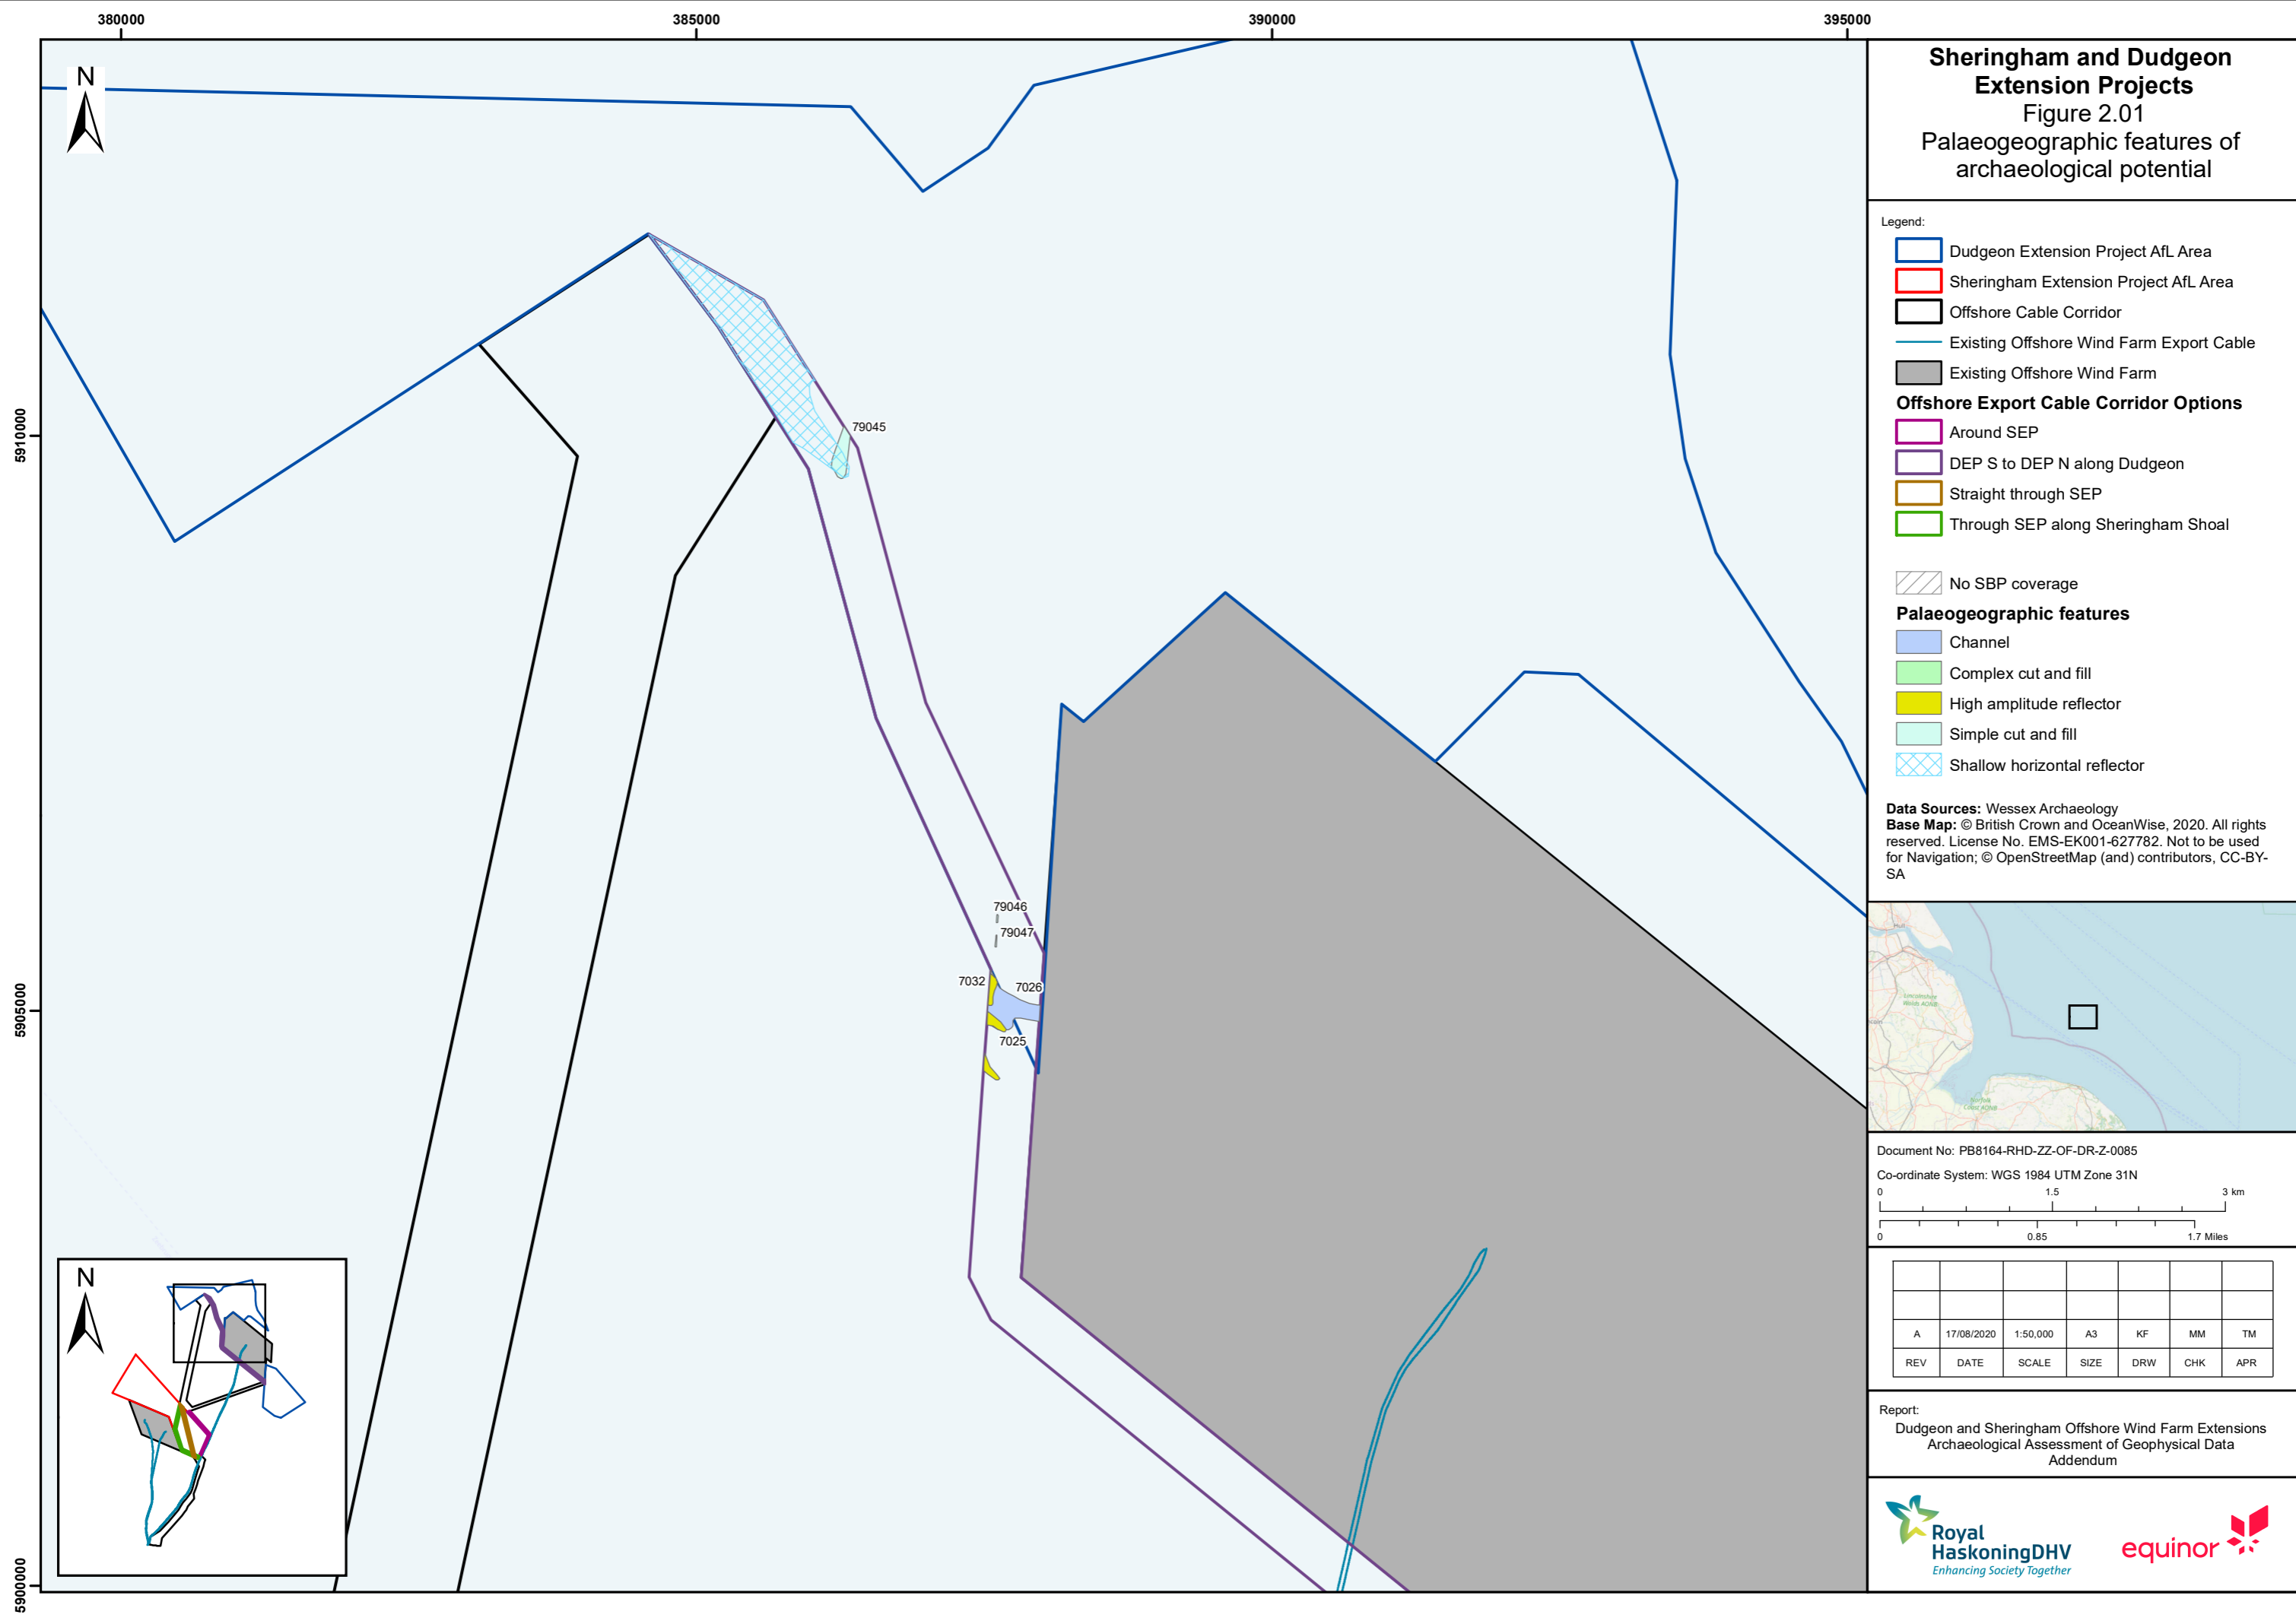 380000
385000
390000
395000
5910000
5905000
5900000
N
79045
79046
79047
7032
7026
7025
N
Sheringham and Dudgeon
Extension Projects
Figure 2.01
Palaeogeographic features of
archaeological potential
Legend:
Dudgeon Extension Project AfL Area
Sheringham Extension Project AfL Area
Offshore Cable Corridor
Existing Offshore Wind Farm Export Cable
Existing Offshore Wind Farm
Offshore Export Cable Corridor Options
Around SEP
DEP S to DEP N along Dudgeon
Straight through SEP
Through SEP along Sheringham Shoal
No SBP coverage
Palaeogeographic features
Channel
Complex cut and fill
High amplitude reflector
Simple cut and fill
Shallow horizontal reflector
Data Sources: Wessex Archaeology
Base Map: © British Crown and OceanWise, 2020. All rights
reserved. License No. EMS-EK001-627782. Not to be used
for Navigation; © OpenStreetMap (and) contributors, CC-BY-
SA
Hull
Lincolnshire
Wolds AONB
Norfolk
Coast AONB
Document No: PB8164-RHD-ZZ-OF-DR-Z-0085
Co-ordinate System: WGS 1984 UTM Zone 31N
0 1.5 3 km
0 0.85 1.7 Miles
A 17/08/2020 1:50,000 A3 KF MM TM
REV DATE SCALE SIZE DRW CHK APR
Report:
Dudgeon and Sheringham Offshore Wind Farm Extensions
Archaeological Assessment of Geophysical Data
Addendum
Royal
HaskoningDHV
Enhancing Society Together
equinor